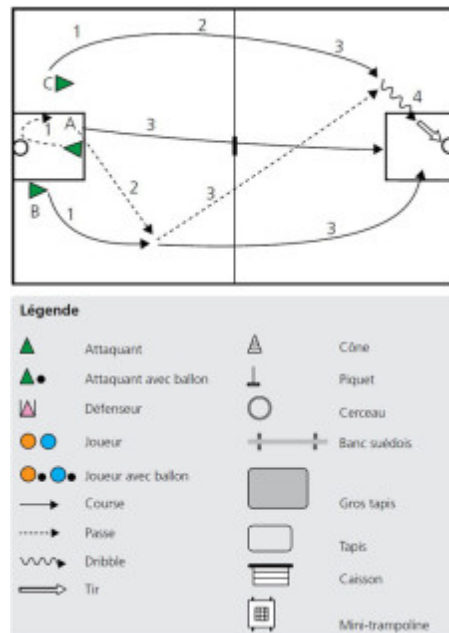 1
2
3
C
4
A
1
3
2
3
B
1
3
Légende
Attaquant
Cône
Attaquant avec ballon
Piquet
Défenseur
Cerceau
Joueur
Banc suédois
Joueur avec ballon
Course
Gros tapis
Passe
Tapis
Dribble
Caisson
Tir
Mini-trampoline